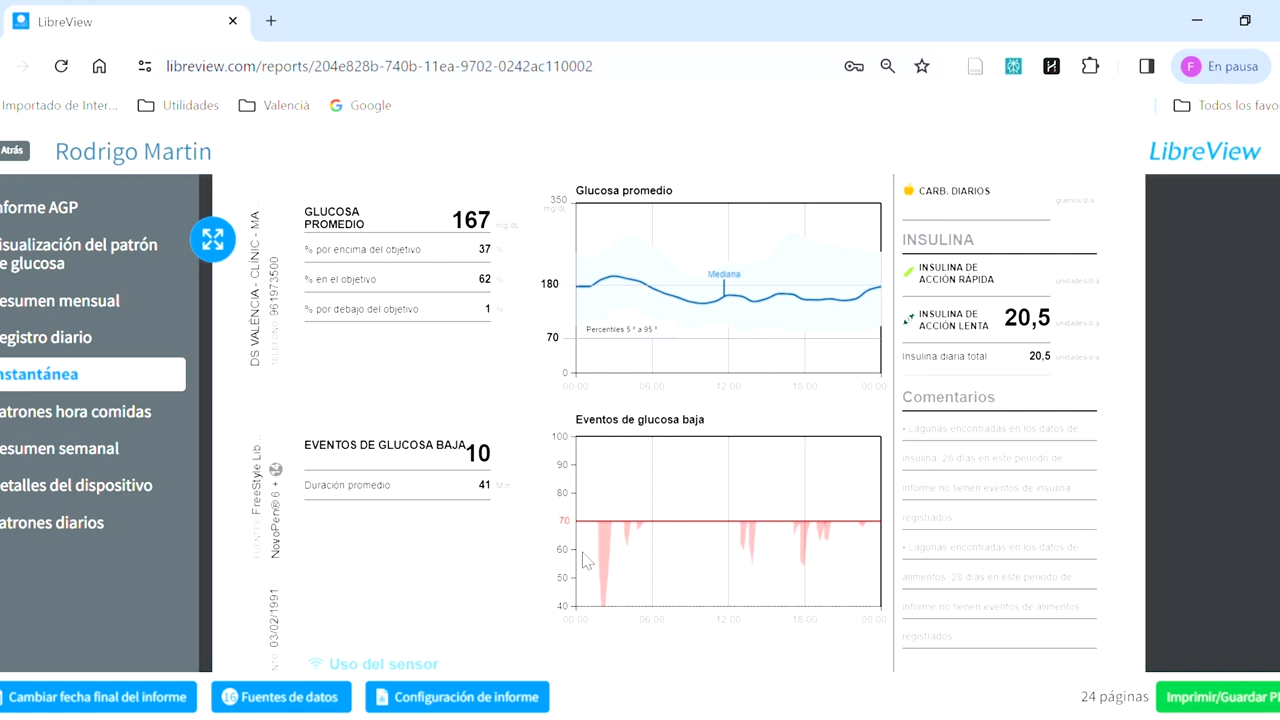 LibreView
libreview.com/reports/204e828b-740b-11ea-9702-0242ac110002
F En pausa
Importado de Inter...
Utilidades
Valencia
Google
Todos los favo
Atrás
Rodrigo Martin
LibreView
nforme AGP
isualización del patrón
e glucosa
esumen mensual
egistro diario
nstantánea
atrones hora comidas
esumen semanal
etalles del dispositivo
atrones diarios
DS VALÈNCIA - CLÍNIC - MA...
TELÉFONO: 961973500
FUENTES: FreeStyle Lib...
NovoPen® 6 + 14
03/02/1991
GLUCOSA
PROMEDIO 167 mg/dL
% por encima del objetivo 37 %
% en el objetivo 62 %
% por debajo del objetivo 1 %
EVENTOS DE GLUCOSA BAJA 10
Duración promedio 41 Min
Uso del sensor
Glucosa promedio
350
mg/dL
180
70
0
Mediana
Percentiles 5.º a 95.º
00:00 06:00 12:00 18:00 00:00
Eventos de glucosa baja
100
90
80
70
60
50
40
00:00 06:00 12:00 18:00 00:00
CARB. DIARIOS
gramos/día
INSULINA
INSULINA DE
ACCIÓN RÁPIDA unidades/día
INSULINA DE
ACCIÓN LENTA 20,5 unidades/día
Insulina diaria total 20,5 unidades/día
Comentarios
• Lagunas encontradas en los datos de
insulina. 28 días en este periodo de
informe no tienen eventos de insulina
registrados.
• Lagunas encontradas en los datos de
alimentos. 28 días en este periodo de
informe no tienen eventos de alimentos
registrados.
Cambiar fecha final del informe
16 Fuentes de datos
Configuración de informe
24 páginas
Imprimir/Guardar P